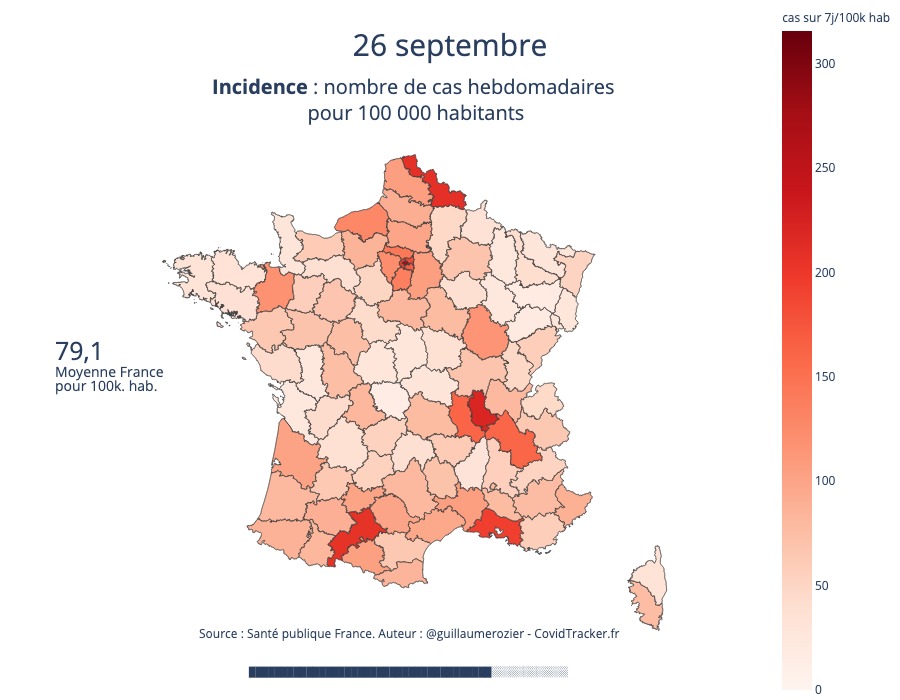 cas sur 7j/100k hab
26 septembre
Incidence : nombre de cas hebdomadaires
pour 100 000 habitants
300
250
200
150
100
50
0
79,1
Moyenne France
pour 100k. hab.
Source : Santé publique France. Auteur : @guillaumerozier - CovidTracker.fr